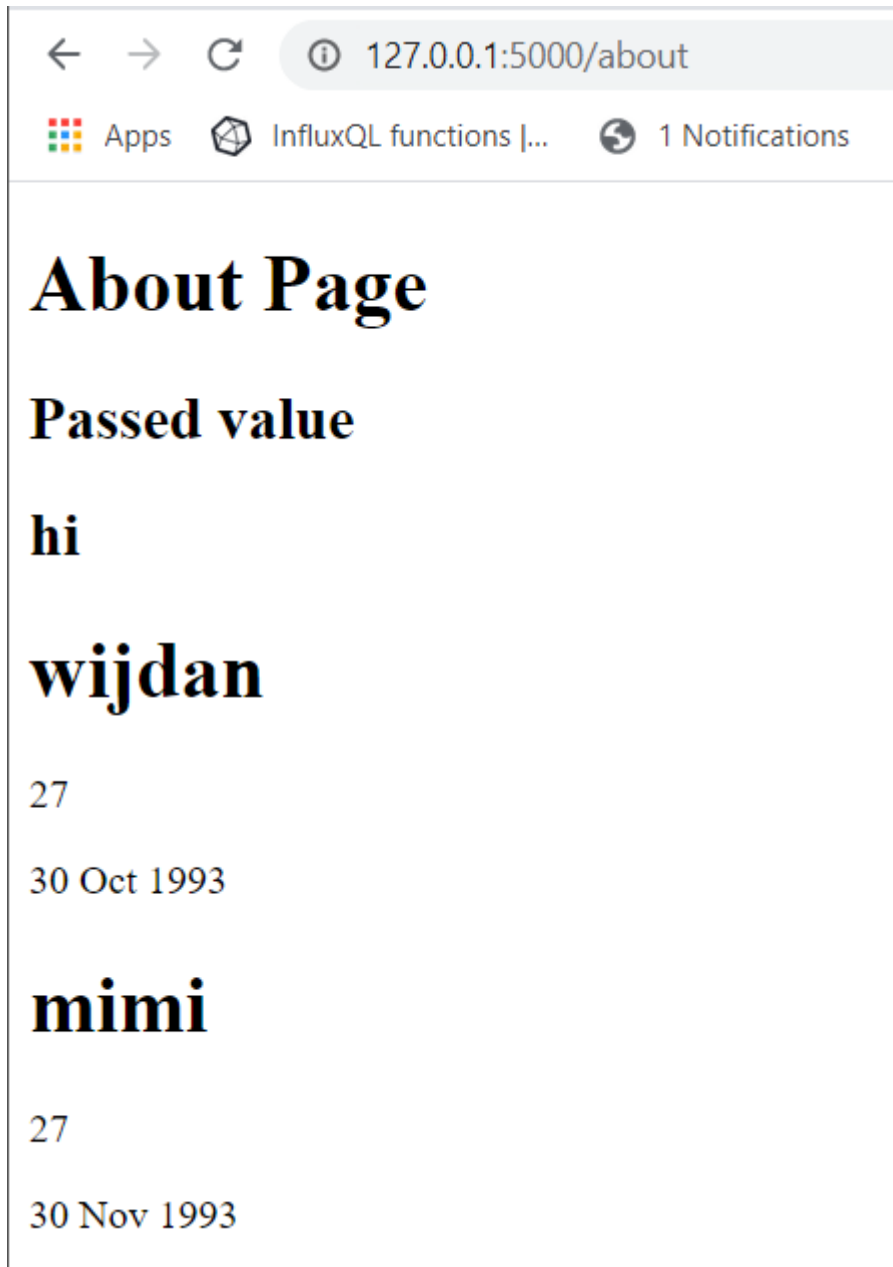 127.0.0.1:5000/about
Apps InfluxQL functions |... 1 Notifications
About Page
Passed value
hi
wijdan
27
30 Oct 1993
mimi
27
30 Nov 1993